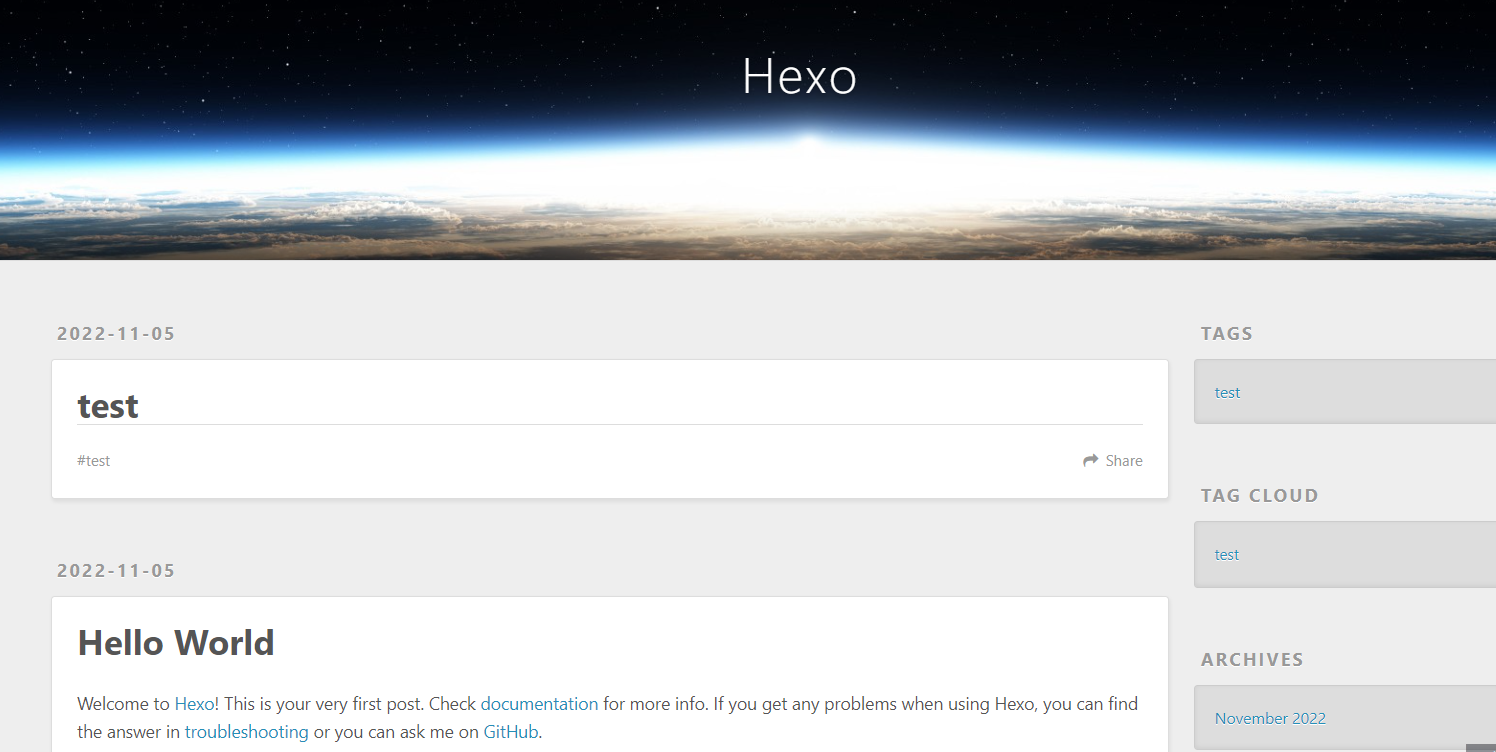 Hexo
2022-11-05
test
#test
Share
2022-11-05
Hello World
Welcome to Hexo! This is your very first post. Check documentation for more info. If you get any problems when using Hexo, you can find
the answer in troubleshooting or you can ask me on GitHub.
TAGS
test
TAG CLOUD
test
ARCHIVES
November 2022